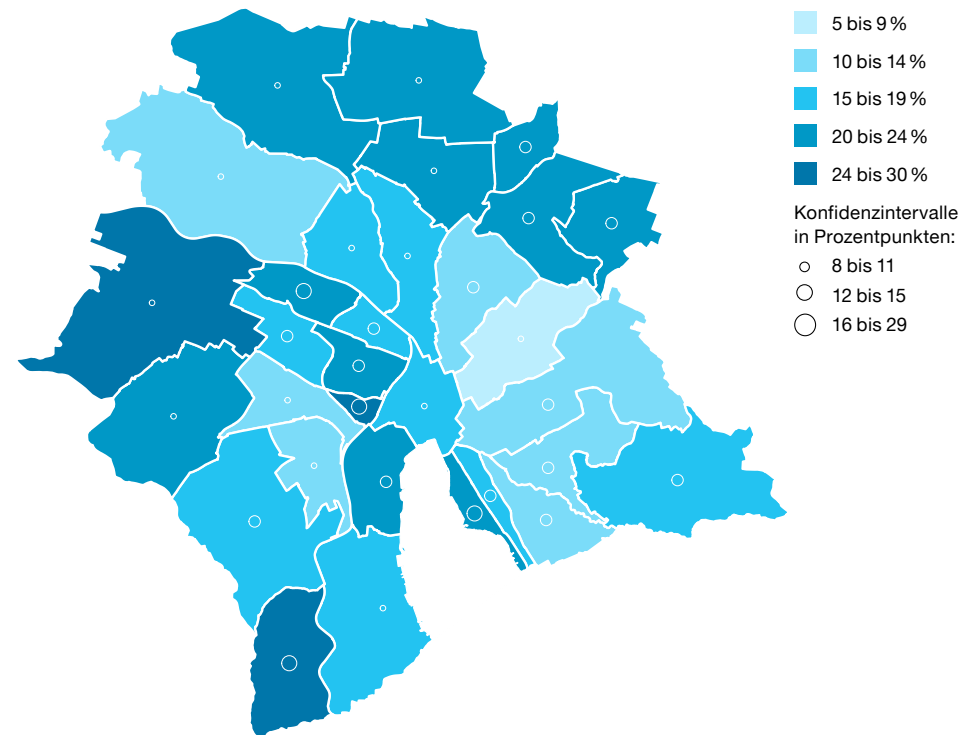 5 bis 9 %
10 bis 14 %
15 bis 19 %
20 bis 24 %
24 bis 30 %
Konfidenzintervalle
in Prozentpunkten:
8 bis 11
12 bis 15
16 bis 29